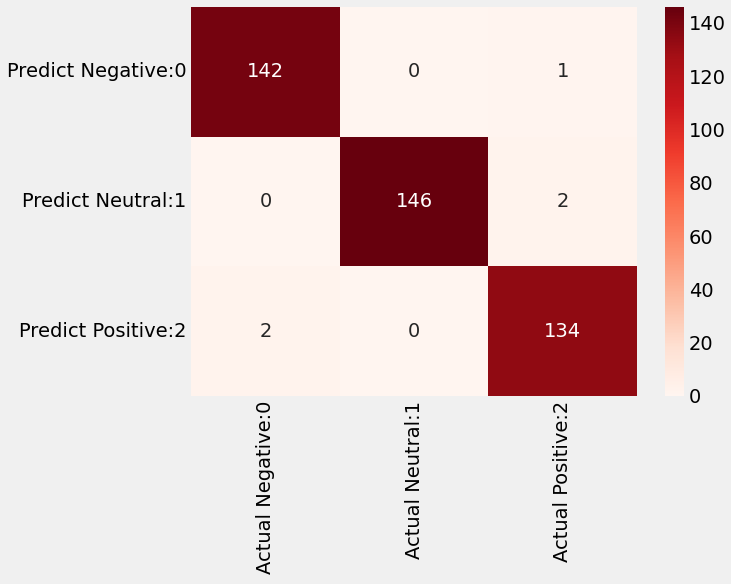 Predict Negative:0 142 0 1
Predict Neutral:1 0 146 2
Predict Positive:2 2 0 134
Actual Negative:0
Actual Neutral:1
Actual Positive:2
140
120
100
80
60
40
20
0